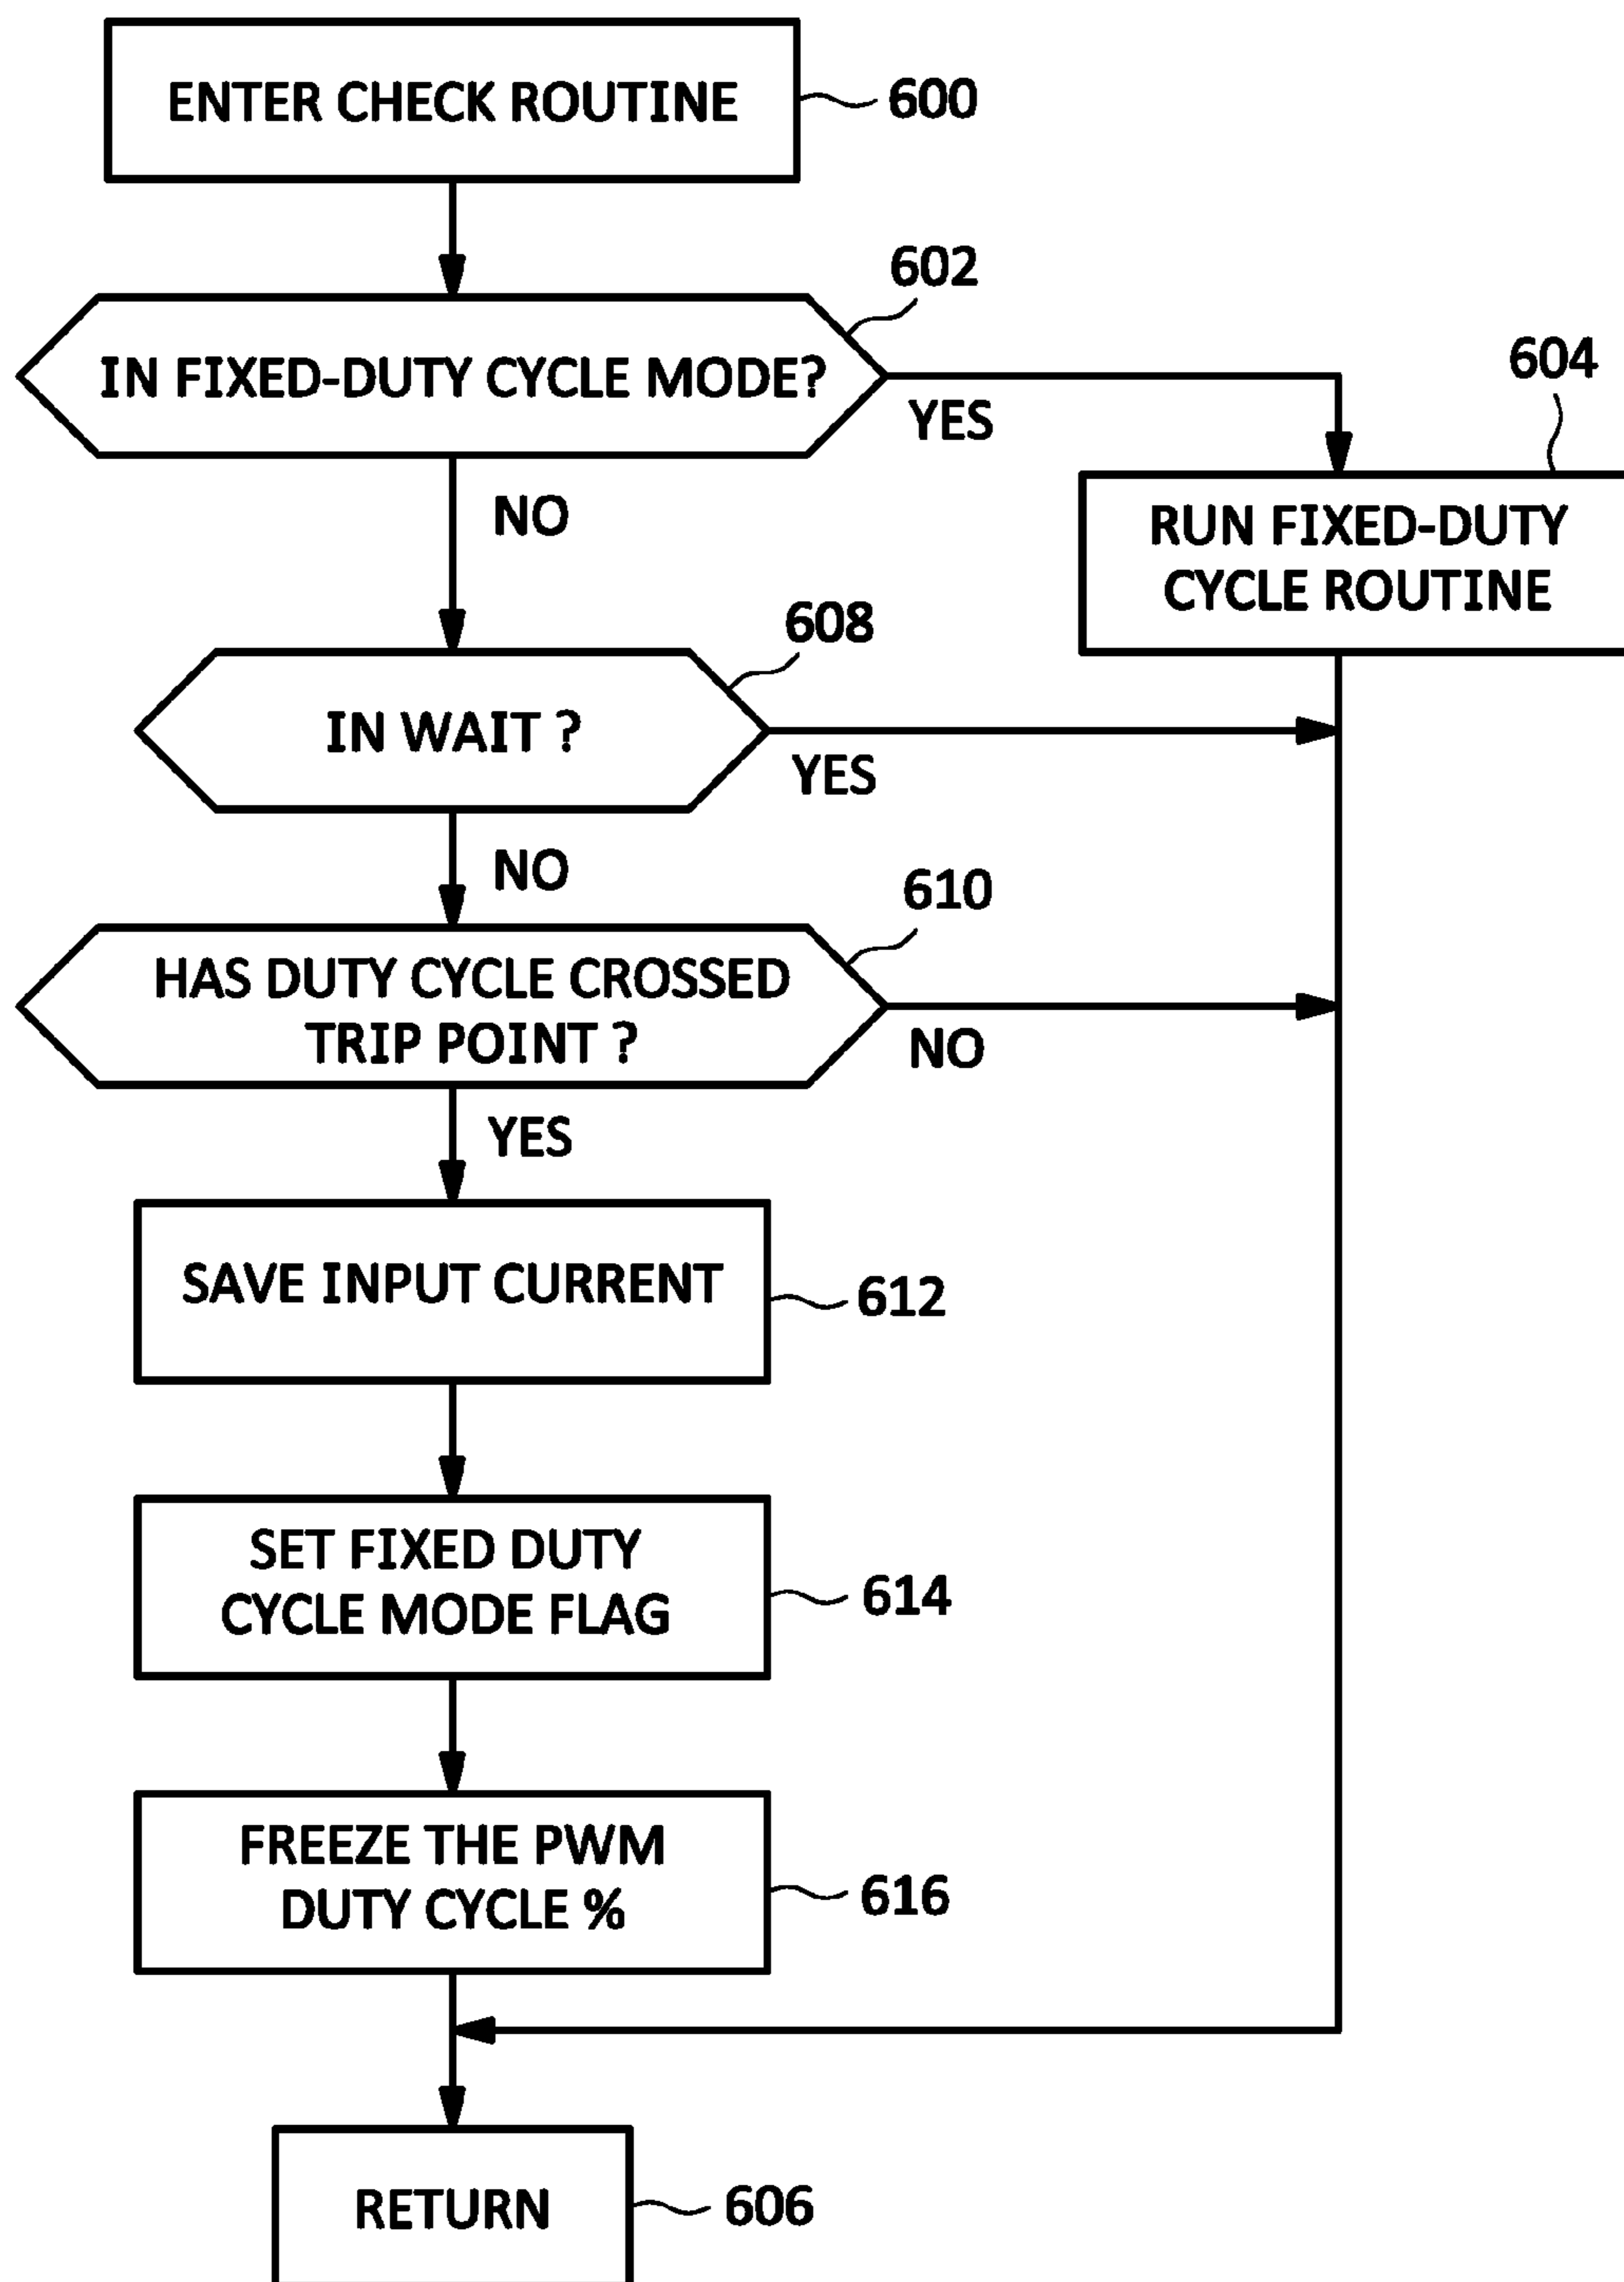 ENTER CHECK ROUTINE
600
602
IN FIXED-DUTY CYCLE MODE?
YES
604
NO
RUN FIXED-DUTY
CYCLE ROUTINE
608
IN WAIT ?
YES
NO
610
HAS DUTY CYCLE CROSSED
TRIP POINT ?
NO
YES
SAVE INPUT CURRENT
612
SET FIXED DUTY
CYCLE MODE FLAG
614
FREEZE THE PWM
DUTY CYCLE %
616
RETURN
606